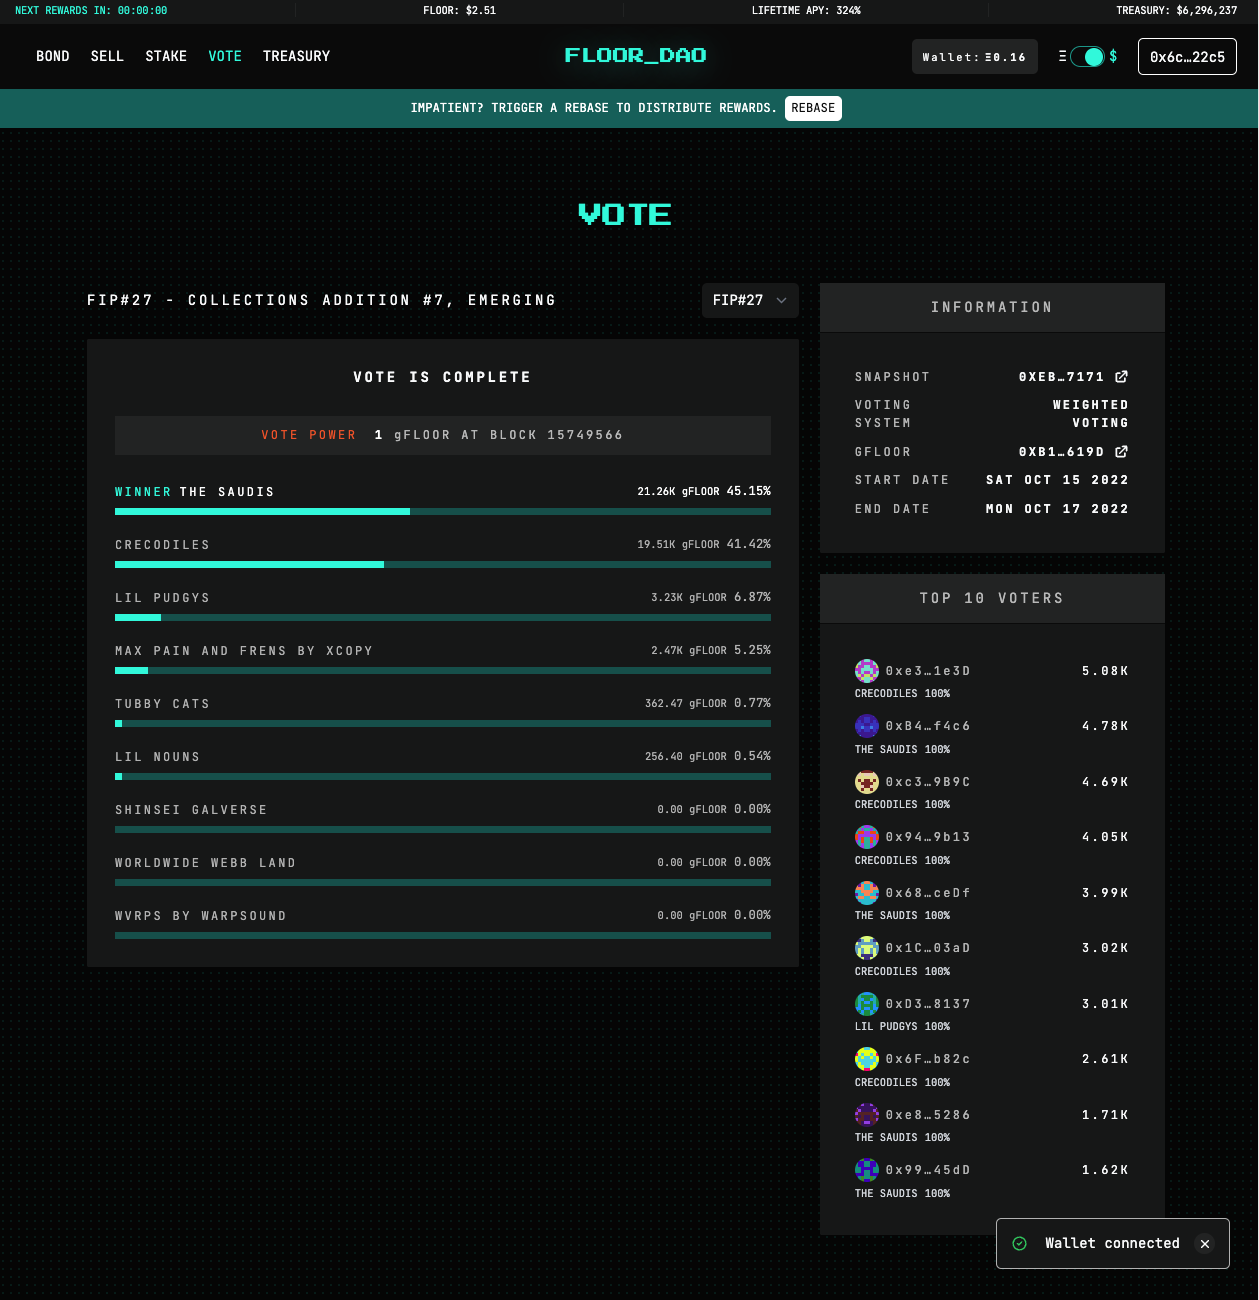 NEXT REWARDS IN: 00:00:00
FLOOR: $2.51
LIFETIME APY: 324%
TREASURY: $6,296,237
BOND SELL STAKE VOTE TREASURY
FLOOR_DAO
Wallet: Ξ0.16
Ξ $
0x6c…22c5
IMPATIENT? TRIGGER A REBASE TO DISTRIBUTE REWARDS. REBASE
VOTE
FIP#27 - COLLECTIONS ADDITION #7, EMERGING
FIP#27
VOTE IS COMPLETE
VOTE POWER 1 gFLOOR AT BLOCK 15749566
WINNER THE SAUDIS 21.26K gFLOOR 45.15%
CRECODILES 19.51K gFLOOR 41.42%
LIL PUDGYS 3.23K gFLOOR 6.87%
MAX PAIN AND FRENS BY XCOPY 2.47K gFLOOR 5.25%
TUBBY CATS 362.47 gFLOOR 0.77%
LIL NOUNS 256.40 gFLOOR 0.54%
SHINSEI GALVERSE 0.00 gFLOOR 0.00%
WORLDWIDE WEBB LAND 0.00 gFLOOR 0.00%
WVRPS BY WARPSOUND 0.00 gFLOOR 0.00%
INFORMATION
SNAPSHOT 0XEB…7171
VOTING WEIGHTED
SYSTEM VOTING
GFLOOR 0XB1…619D
START DATE SAT OCT 15 2022
END DATE MON OCT 17 2022
TOP 10 VOTERS
0xe3…1e3D 5.08K
CRECODILES 100%
0xB4…f4c6 4.78K
THE SAUDIS 100%
0xc3…9B9C 4.69K
CRECODILES 100%
0x94…9b13 4.05K
CRECODILES 100%
0x68…ceDf 3.99K
THE SAUDIS 100%
0x1C…03aD 3.02K
CRECODILES 100%
0xD3…8137 3.01K
LIL PUDGYS 100%
0x6F…b82c 2.61K
CRECODILES 100%
0xe8…5286 1.71K
THE SAUDIS 100%
0x99…45dD 1.62K
THE SAUDIS 100%
Wallet connected